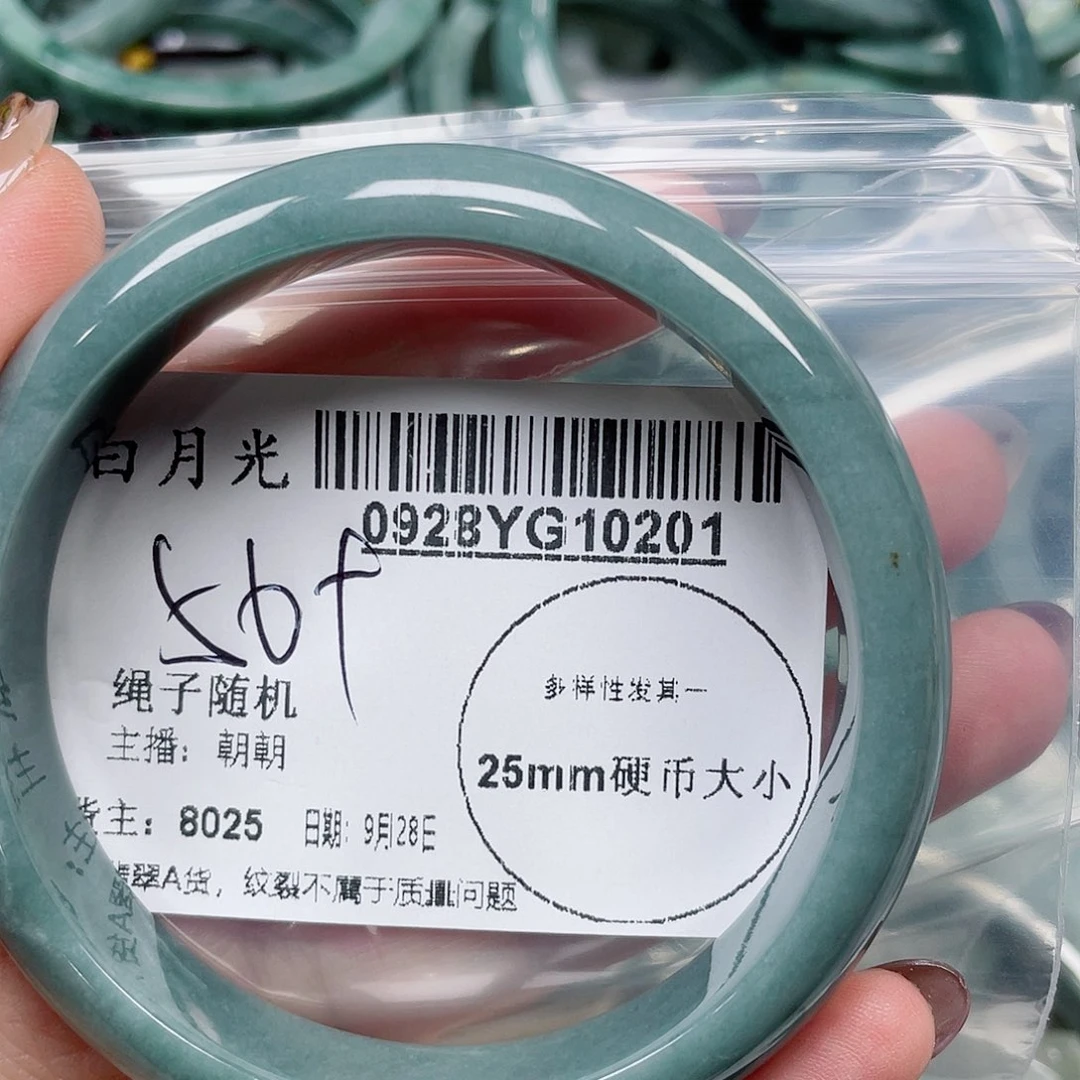 白月光
0928YG10201
绳子随机
主播：朝朝
多样性发其一
25mm硬币大小
货主：8025 日期：9月28日
翡翠A货，纹裂不属于质量问题